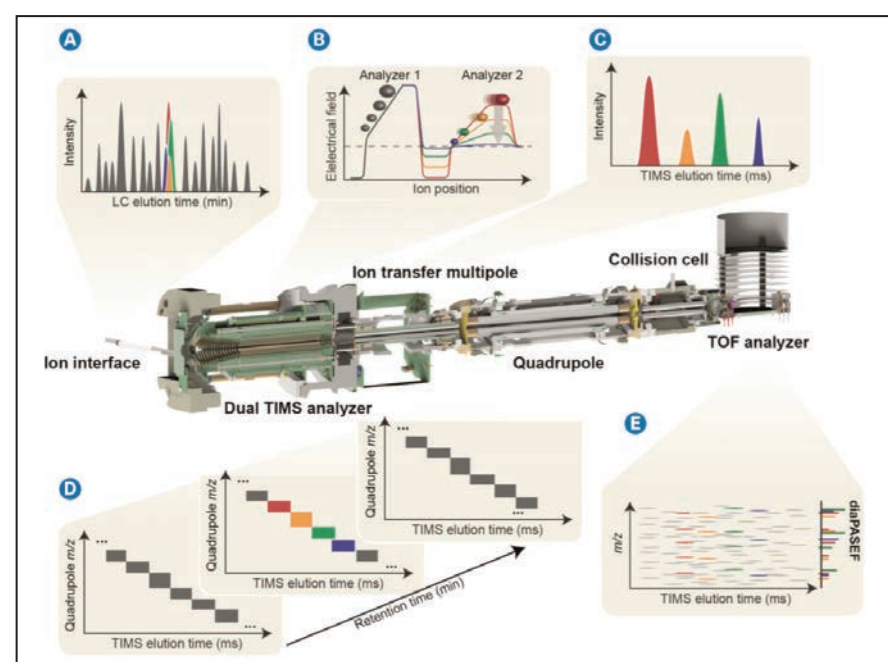 A
Intensity
LC elution time (min)
B
Analyzer 1
Analyzer 2
Elelectrical field
Ion position
C
Intensity
TIMS elution time (ms)
Collision cell
Ion transfer multipole
TOF analyzer
Ion interface
Quadrupole
Dual TIMS analyzer
D
...
Quadrupole m/z
TIMS elution time (ms)
...
...
Quadrupole m/z
TIMS elution time (ms)
...
...
Quadrupole m/z
TIMS elution time (ms)
...
Retention time (min)
E
m/z
TIMS elution time (ms)
diaPASEF